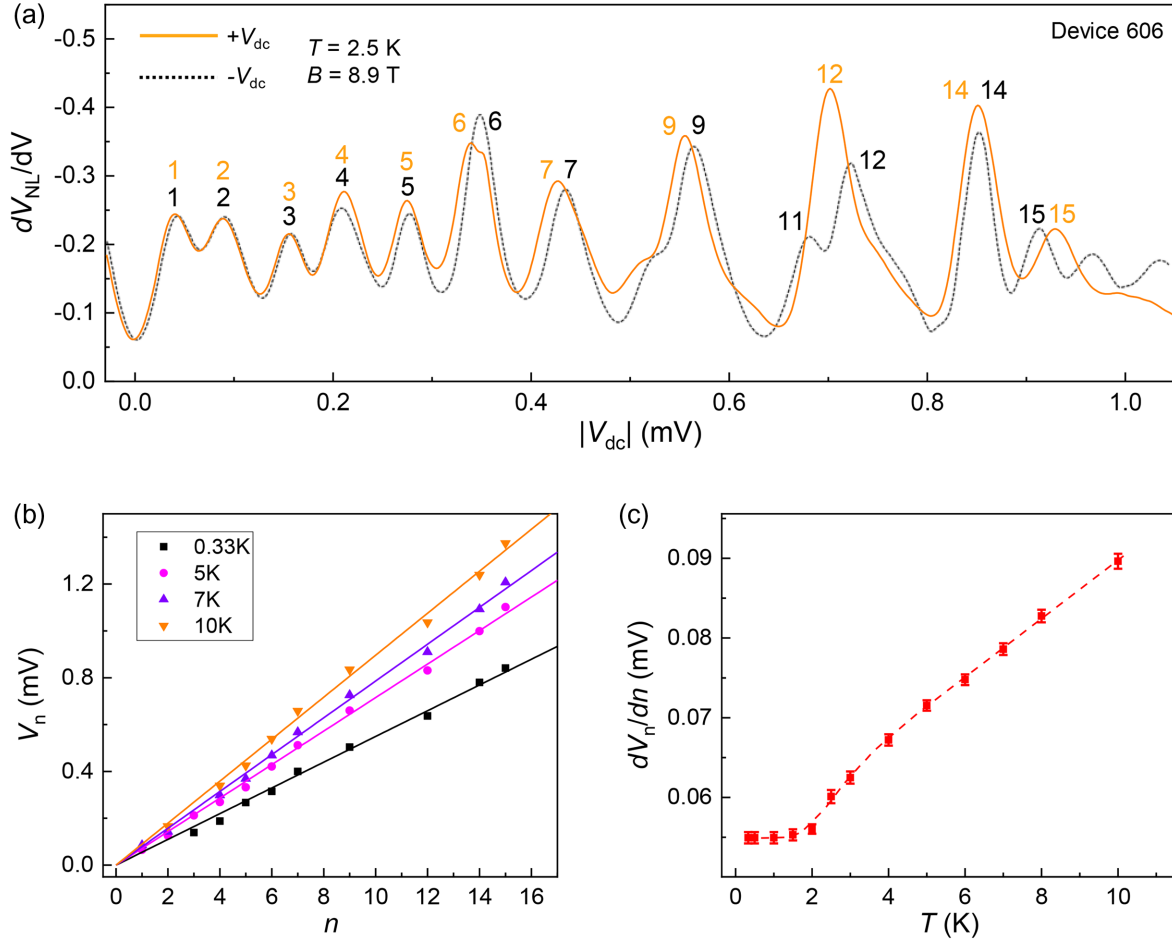 (a)
-0.5
-0.4
-0.3
-0.2
-0.1
0.0
dV_NL/dV
+V_dc
-V_dc
T = 2.5 K
B = 8.9 T
Device 606
1 2 3 4 5 6 7 9 12 14 15
1 2 3 4 5 6 7 9 11 12 14 15
0.0 0.2 0.4 0.6 0.8 1.0
|V_dc| (mV)
(b)
1.2
0.8
0.4
0.0
V_n (mV)
0.33K
5K
7K
10K
0 2 4 6 8 10 12 14 16
n
(c)
0.09
0.08
0.07
0.06
dV_n/dn (mV)
0 2 4 6 8 10
T (K)